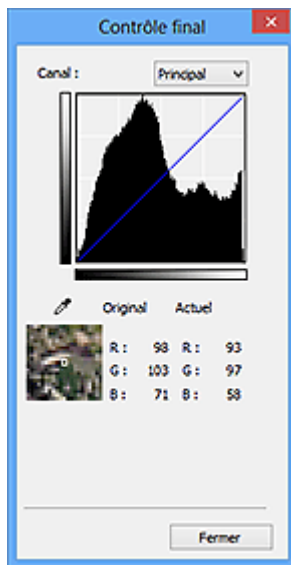 Contrôle final
Canal : Principal
Original Actuel
R : 98 R : 93
G : 103 G : 97
B : 71 B : 58
Fermer